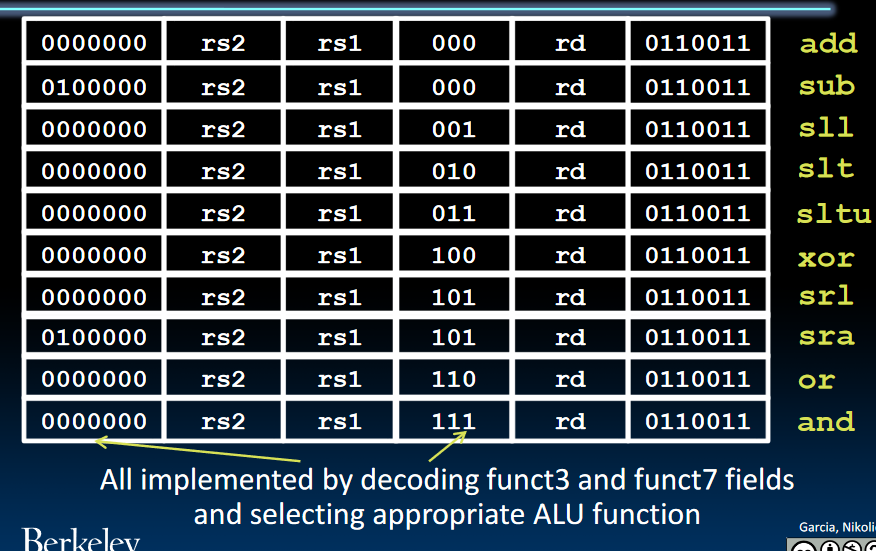 0000000 rs2 rs1 000 rd 0110011 add
0100000 rs2 rs1 000 rd 0110011 sub
0000000 rs2 rs1 001 rd 0110011 sll
0000000 rs2 rs1 010 rd 0110011 slt
0000000 rs2 rs1 011 rd 0110011 sltu
0000000 rs2 rs1 100 rd 0110011 xor
0000000 rs2 rs1 101 rd 0110011 srl
0100000 rs2 rs1 101 rd 0110011 sra
0000000 rs2 rs1 110 rd 0110011 or
0000000 rs2 rs1 111 rd 0110011 and
All implemented by decoding funct3 and funct7 fields
and selecting appropriate ALU function
Berkeley
Garcia, Nikoli